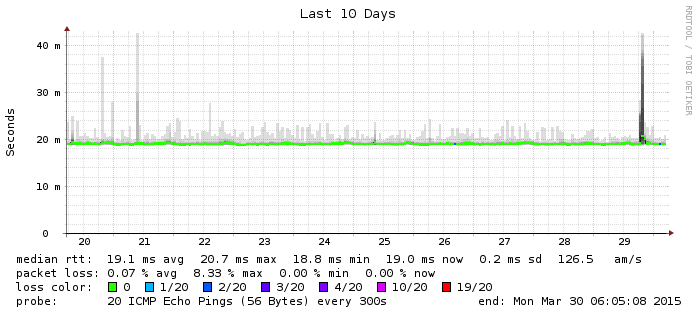 Last 10 Days
RRDTOOL / TOBI OETIKER
Seconds
40 m
30 m
20 m
10 m
0
20 21 22 23 24 25 26 27 28 29
median rtt: 19.1 ms avg 20.7 ms max 18.8 ms min 19.0 ms now 0.2 ms sd 126.5 am/s
packet loss: 0.07 % avg 8.33 % max 0.00 % min 0.00 % now
loss color: 0 1/20 2/20 3/20 4/20 10/20 19/20
probe: 20 ICMP Echo Pings (56 Bytes) every 300s end: Mon Mar 30 06:05:08 2015